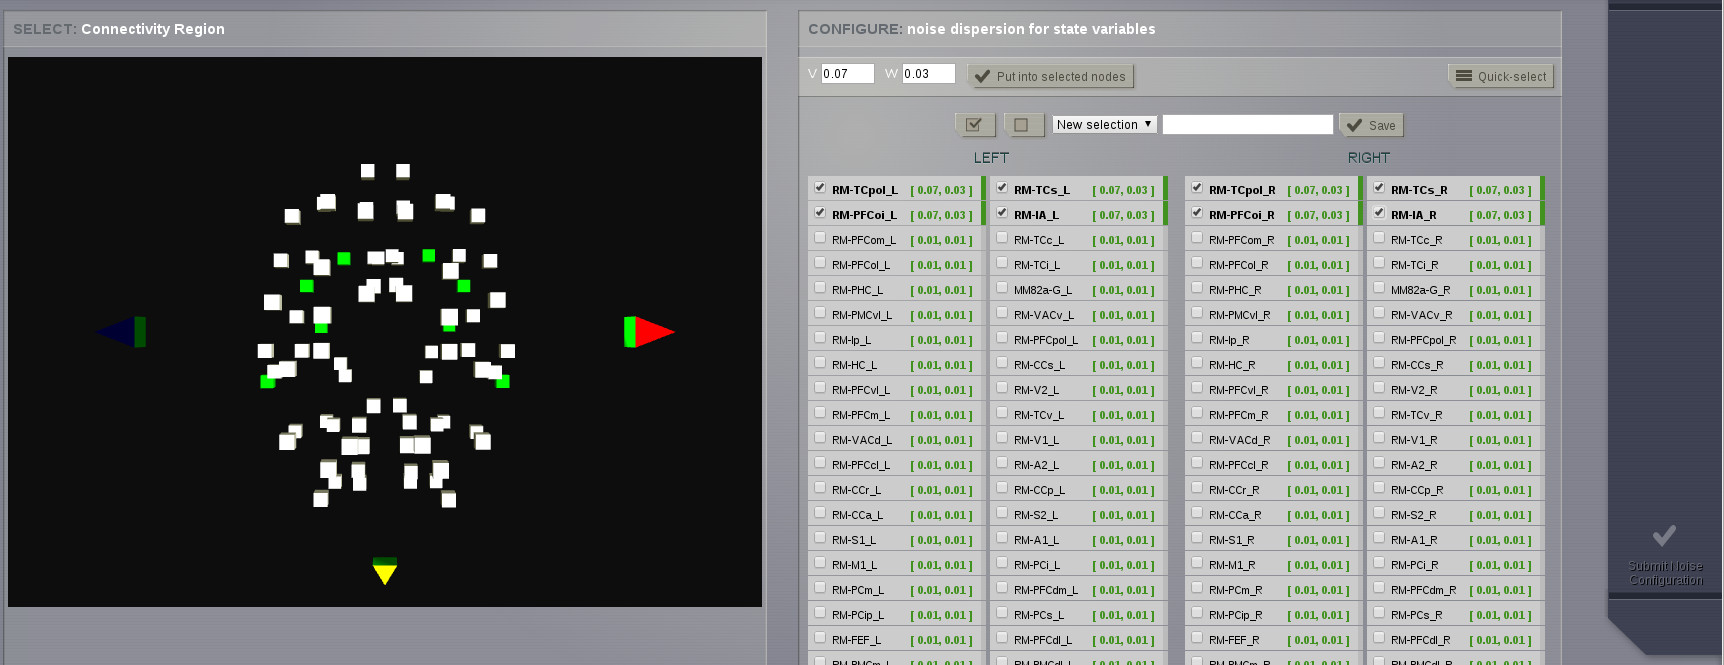 SELECT: Connectivity Region
CONFIGURE: noise dispersion for state variables
V 0.07 W 0.03 Put into selected nodes Quick-select
New selection Save
LEFT RIGHT
RM-TCpol_L [ 0.07, 0.03 ] RM-TCs_L [ 0.07, 0.03 ] RM-TCpol_R [ 0.07, 0.03 ] RM-TCs_R [ 0.07, 0.03 ]
RM-PFCoi_L [ 0.07, 0.03 ] RM-IA_L [ 0.07, 0.03 ] RM-PFCoi_R [ 0.07, 0.03 ] RM-IA_R [ 0.07, 0.03 ]
RM-PFCom_L [ 0.01, 0.01 ] RM-TCc_L [ 0.01, 0.01 ] RM-PFCom_R [ 0.01, 0.01 ] RM-TCc_R [ 0.01, 0.01 ]
RM-PFCol_L [ 0.01, 0.01 ] RM-TCi_L [ 0.01, 0.01 ] RM-PFCol_R [ 0.01, 0.01 ] RM-TCi_R [ 0.01, 0.01 ]
RM-PHC_L [ 0.01, 0.01 ] MM82a-G_L [ 0.01, 0.01 ] RM-PHC_R [ 0.01, 0.01 ] MM82a-G_R [ 0.01, 0.01 ]
RM-PMCvl_L [ 0.01, 0.01 ] RM-VACv_L [ 0.01, 0.01 ] RM-PMCvl_R [ 0.01, 0.01 ] RM-VACv_R [ 0.01, 0.01 ]
RM-Ip_L [ 0.01, 0.01 ] RM-PFCpol_L [ 0.01, 0.01 ] RM-Ip_R [ 0.01, 0.01 ] RM-PFCpol_R [ 0.01, 0.01 ]
RM-HC_L [ 0.01, 0.01 ] RM-CCs_L [ 0.01, 0.01 ] RM-HC_R [ 0.01, 0.01 ] RM-CCs_R [ 0.01, 0.01 ]
RM-PFCvl_L [ 0.01, 0.01 ] RM-V2_L [ 0.01, 0.01 ] RM-PFCvl_R [ 0.01, 0.01 ] RM-V2_R [ 0.01, 0.01 ]
RM-PFCm_L [ 0.01, 0.01 ] RM-TCv_L [ 0.01, 0.01 ] RM-PFCm_R [ 0.01, 0.01 ] RM-TCv_R [ 0.01, 0.01 ]
RM-VACd_L [ 0.01, 0.01 ] RM-V1_L [ 0.01, 0.01 ] RM-VACd_R [ 0.01, 0.01 ] RM-V1_R [ 0.01, 0.01 ]
RM-PFCcl_L [ 0.01, 0.01 ] RM-A2_L [ 0.01, 0.01 ] RM-PFCcl_R [ 0.01, 0.01 ] RM-A2_R [ 0.01, 0.01 ]
RM-CCr_L [ 0.01, 0.01 ] RM-CCp_L [ 0.01, 0.01 ] RM-CCr_R [ 0.01, 0.01 ] RM-CCp_R [ 0.01, 0.01 ]
RM-CCa_L [ 0.01, 0.01 ] RM-S2_L [ 0.01, 0.01 ] RM-CCa_R [ 0.01, 0.01 ] RM-S2_R [ 0.01, 0.01 ]
RM-S1_L [ 0.01, 0.01 ] RM-A1_L [ 0.01, 0.01 ] RM-S1_R [ 0.01, 0.01 ] RM-A1_R [ 0.01, 0.01 ]
RM-M1_L [ 0.01, 0.01 ] RM-PCi_L [ 0.01, 0.01 ] RM-M1_R [ 0.01, 0.01 ] RM-PCi_R [ 0.01, 0.01 ]
RM-PCm_L [ 0.01, 0.01 ] RM-PFCdm_L [ 0.01, 0.01 ] RM-PCm_R [ 0.01, 0.01 ] RM-PFCdm_R [ 0.01, 0.01 ]
RM-PCip_L [ 0.01, 0.01 ] RM-PCs_L [ 0.01, 0.01 ] RM-PCip_R [ 0.01, 0.01 ] RM-PCs_R [ 0.01, 0.01 ]
RM-FEF_L [ 0.01, 0.01 ] RM-PFCdl_L [ 0.01, 0.01 ] RM-FEF_R [ 0.01, 0.01 ] RM-PFCdl_R [ 0.01, 0.01 ]
Submit Noise
Configuration